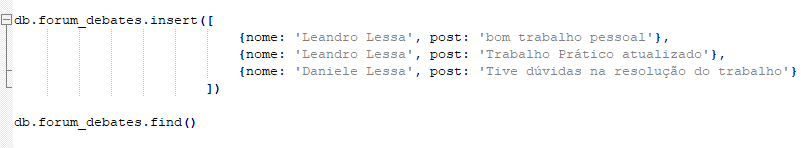 db.forum_debates.insert([
{nome: 'Leandro Lessa', post: 'bom trabalho pessoal'},
{nome: 'Leandro Lessa', post: 'Trabalho Prático atualizado'},
{nome: 'Daniele Lessa', post: 'Tive dúvidas na resolução do trabalho'}
])
db.forum_debates.find()